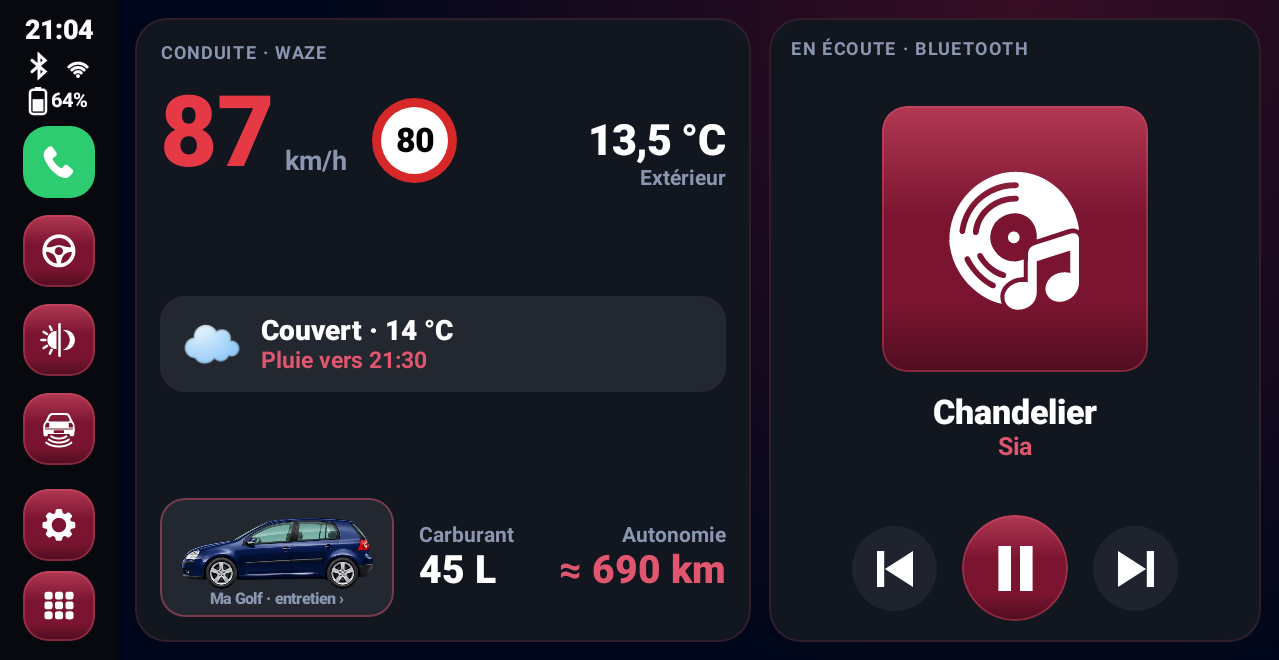 21:04
64%
CONDUITE · WAZE
87 km/h
80
13,5 °C
Extérieur
Couvert · 14 °C
Pluie vers 21:30
Ma Golf · entretien ›
Carburant
45 L
Autonomie
≈ 690 km
EN ÉCOUTE · BLUETOOTH
Chandelier
Sia